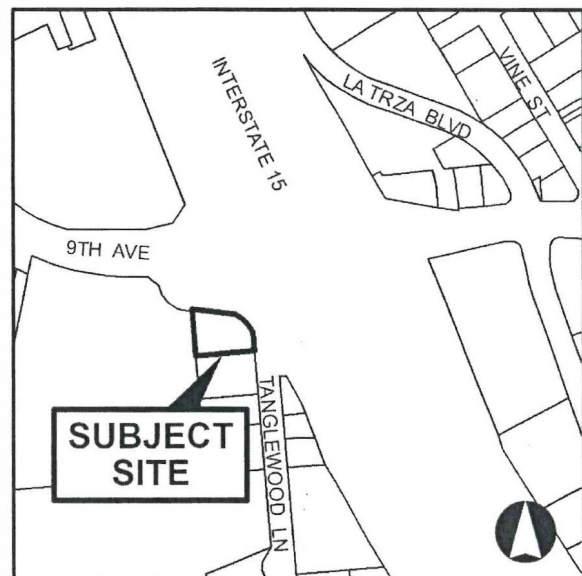 INTERSTATE 15
LA TRZA BLVD
VINE ST
9TH AVE
SUBJECT
SITE
TANGLEWOOD LN